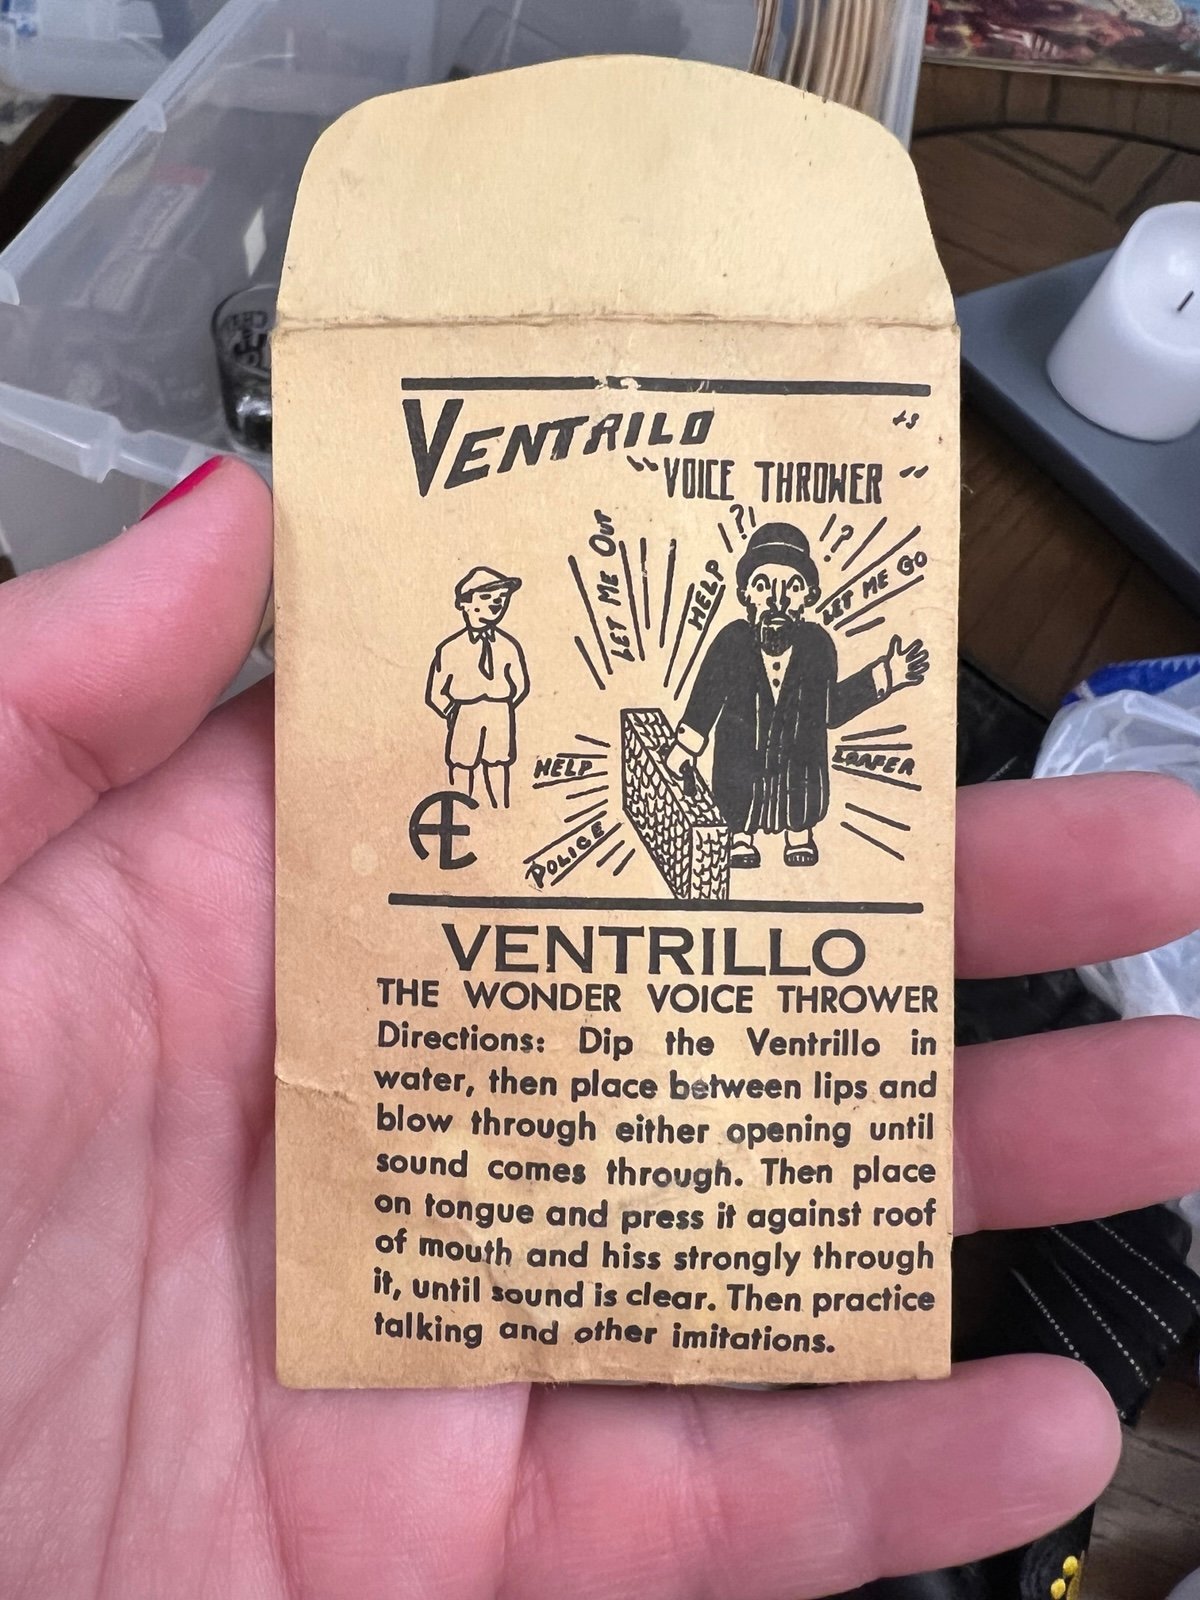 VENTRILO
"VOICE THROWER"
?!
?
LET ME OUT
HELP
LET ME GO
HELP
LOAFER
POLICE
VENTRILLO
THE WONDER VOICE THROWER
Directions: Dip the Ventrillo in
water, then place between lips and
blow through either opening until
sound comes through. Then place
on tongue and press it against roof
of mouth and hiss strongly through
it, until sound is clear. Then practice
talking and other imitations.